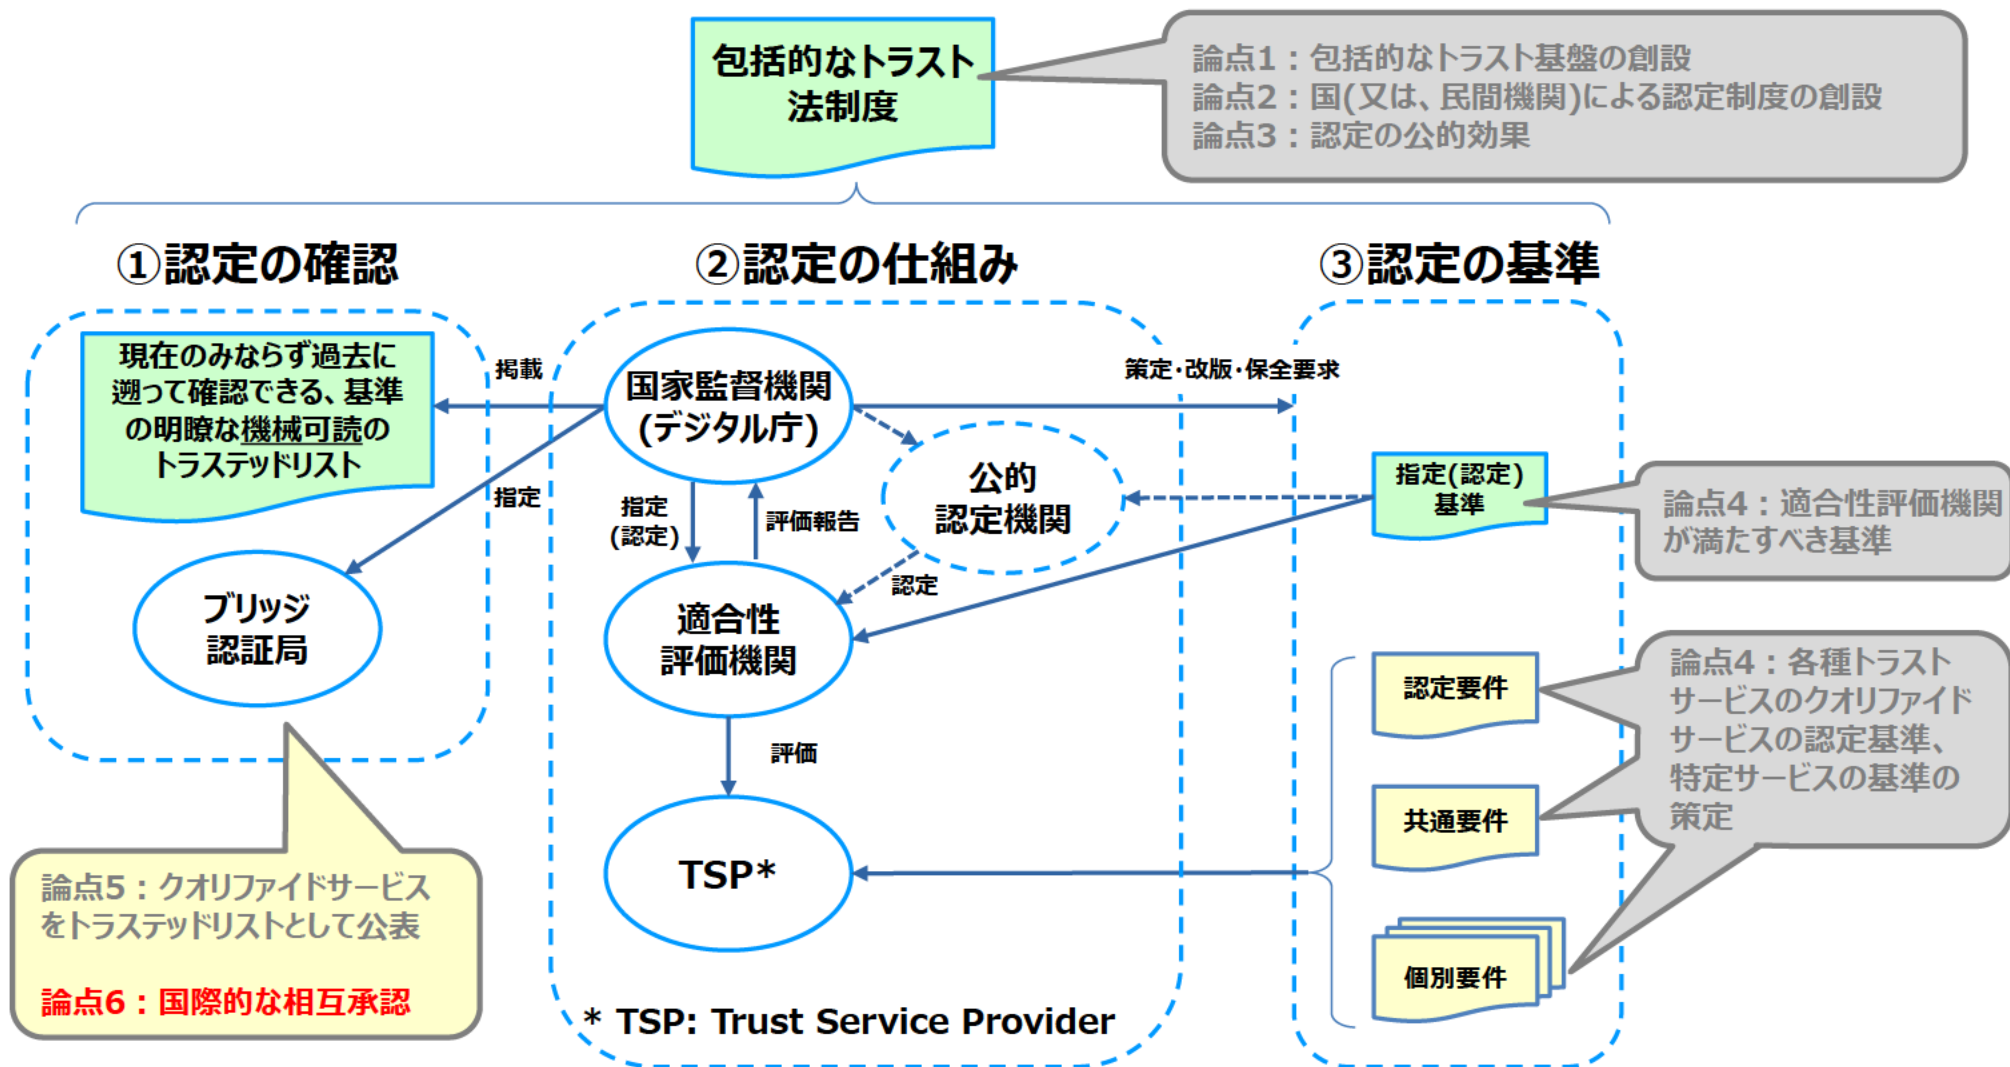 包括的なトラスト
法制度
論点1：包括的なトラスト基盤の創設
論点2：国(又は、民間機関)による認定制度の創設
論点3：認定の公的効果
①認定の確認
②認定の仕組み
③認定の基準
現在のみならず過去に
遡って確認できる、基準
の明瞭な機械可読の
トラステッドリスト
掲載
指定
ブリッジ
認証局
国家監督機関
(デジタル庁)
策定･改版･保全要求
公的
認定機関
指定
(認定)
評価報告
認定
適合性
評価機関
評価
TSP*
* TSP: Trust Service Provider
指定(認定)
基準
論点4：適合性評価機関
が満たすべき基準
認定要件
共通要件
個別要件
論点4：各種トラスト
サービスのクオリファイド
サービスの認定基準、
特定サービスの基準の
策定
論点5：クオリファイドサービス
をトラステッドリストとして公表
論点6：国際的な相互承認